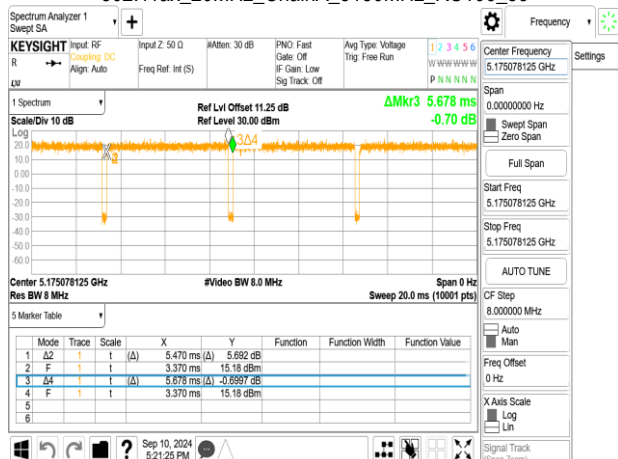 Spectrum Analyzer 1
Swept SA
+
Frequency
KEYSIGHT
Input: RF
Input Z: 50 Ω
#Atten: 30 dB
PNO: Fast
Avg Type: Voltage
1 2 3 4 5 6
R
Coupling: DC
Gate: Off
Trig: Free Run
Align: Auto
Freq Ref: Int (S)
IF Gain: Low
W W W W W W
Sig Track: Off
P N N N N N
LXI
Center Frequency
5.175078125 GHz
Settings
Span
0.00000000 Hz
Swept Span
Zero Span
Full Span
Start Freq
5.175078125 GHz
Stop Freq
5.175078125 GHz
AUTO TUNE
CF Step
8.000000 MHz
Auto
Man
Freq Offset
0 Hz
X Axis Scale
Log
Lin
Signal Track
(Span Zoom)
1 Spectrum
Ref Lvl Offset 11.25 dB
ΔMkr3 5.678 ms
Scale/Div 10 dB
Ref Level 30.00 dBm
-0.70 dB
Log
20.0
10.0
0.00
-10.0
-20.0
-30.0
-40.0
-50.0
-60.0
3Δ4
Center 5.175078125 GHz
#Video BW 8.0 MHz
Span 0 Hz
Res BW 8 MHz
Sweep 20.0 ms (10001 pts)
5 Marker Table
Mode Trace Scale X Y Function Function Width Function Value
1 Δ2 1 t (Δ) 5.470 ms (Δ) 5.692 dB
2 F 1 t 3.370 ms 15.18 dBm
3 Δ4 1 t (Δ) 5.678 ms (Δ) -0.6997 dB
4 F 1 t 3.370 ms 15.18 dBm
5
6
?
Sep 10, 2024
5:21:25 PM